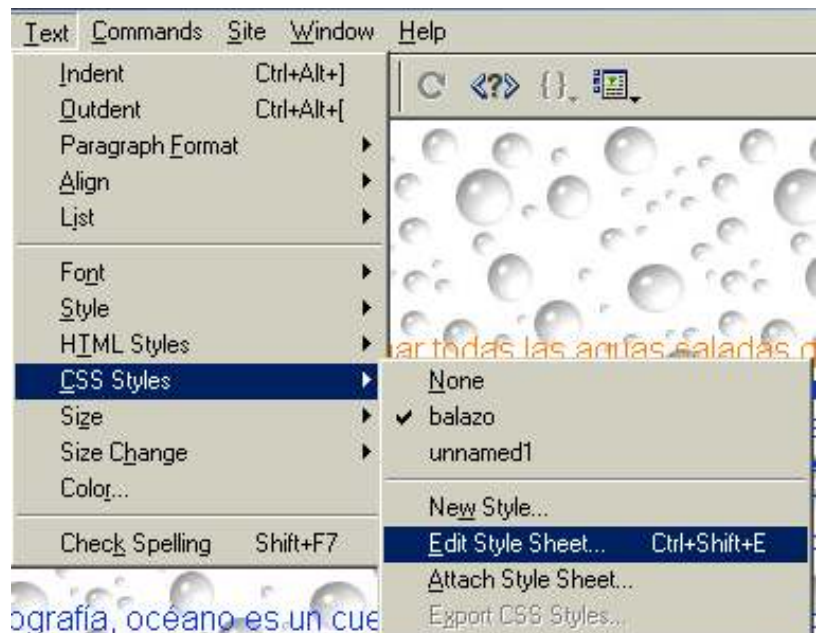 Text Commands Site Window Help
Indent Ctrl+Alt+]
Outdent Ctrl+Alt+[
Paragraph Format
Align
List
Font
Style
HTML Styles
CSS Styles
Size
Size Change
Color...
Check Spelling Shift+F7
todas las aguas saladas
None
balazo
unnamed1
New Style...
Edit Style Sheet... Ctrl+Shift+E
Attach Style Sheet...
Export CSS Styles...
ografía, océano es un cue